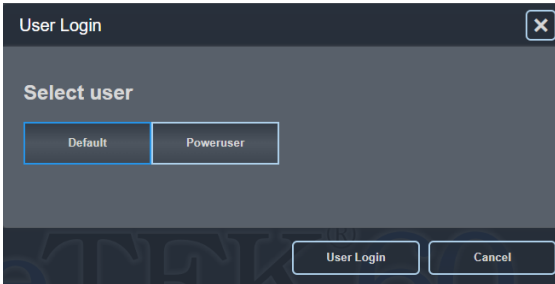 User Login
Select user
Default
Poweruser
User Login
Cancel